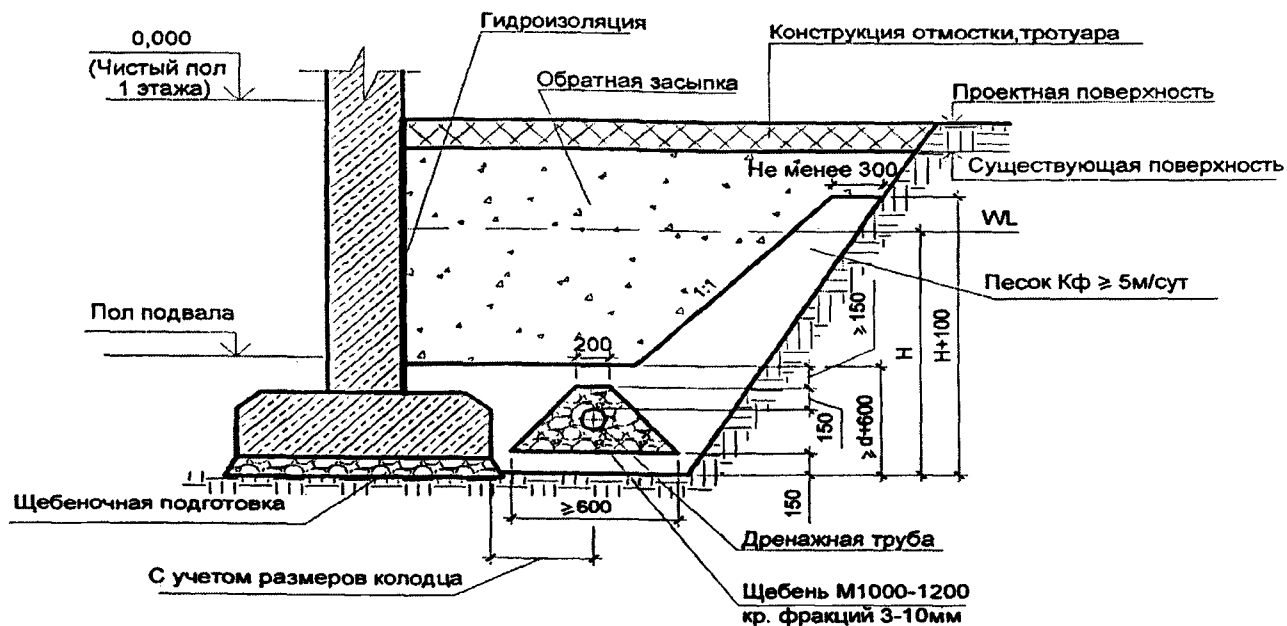 Гидроизоляция
0,000
(Чистый пол
1 этажа)
Конструкция отмостки,тротуара
Обратная засыпка
Проектная поверхность
Не менее 300
Существующая поверхность
WL
Песок Кф ≥ 5м/сут
1:1
≥150
Пол подвала
200
H
H+100
150
≥d+600
150
Щебеночная подготовка
≥600
Дренажная труба
С учетом размеров колодца
Щебень М1000-1200
кр. фракций 3-10мм